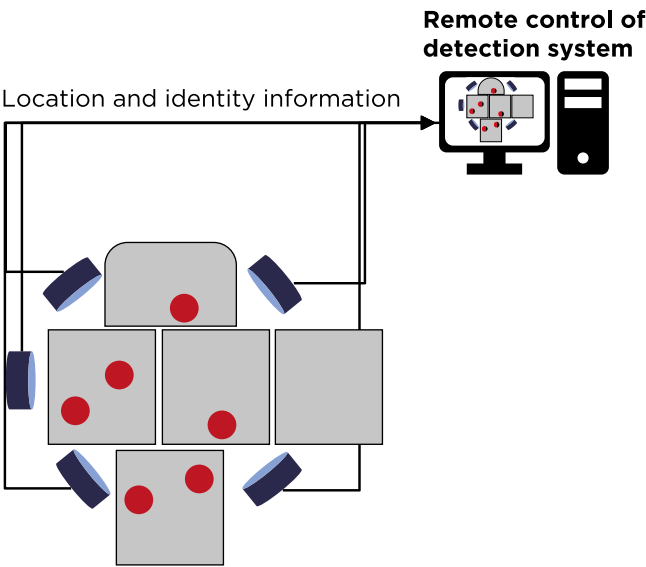 Remote control of
detection system
Location and identity information